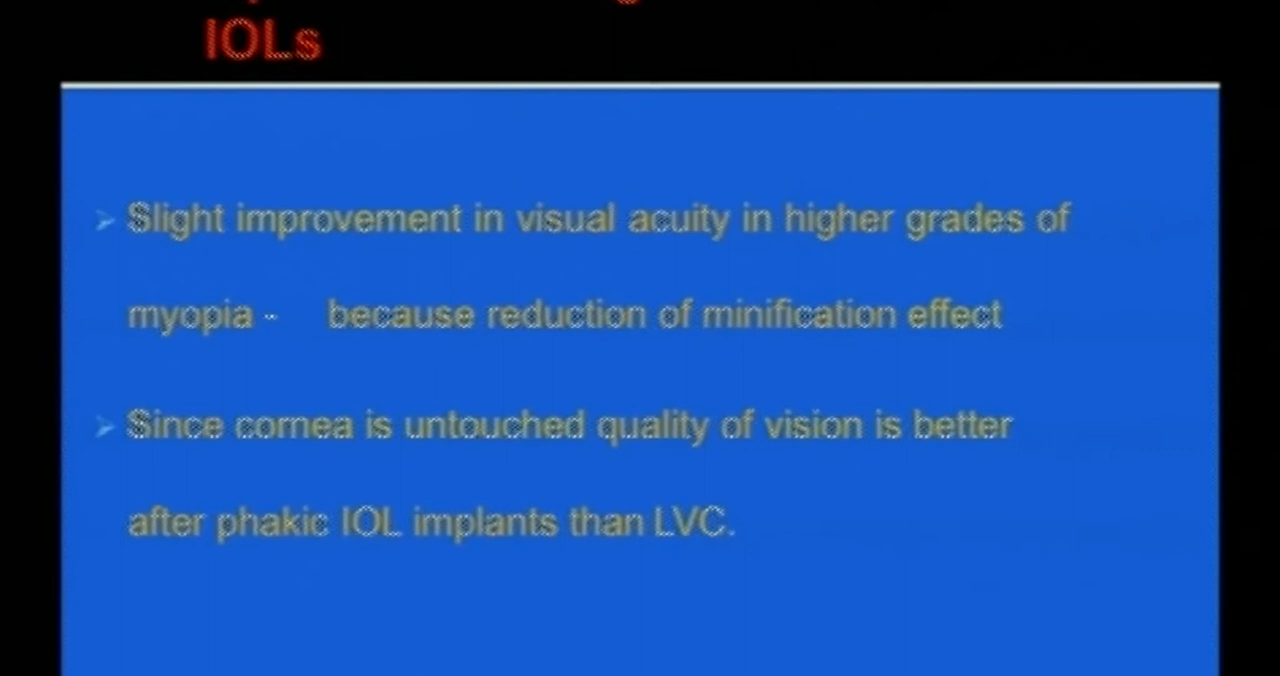 IOLs
➢ Slight improvement in visual acuity in higher grades of
myopia - because reduction of minification effect
➢ Since cornea is untouched quality of vision is better
after phakic IOL implants than LVC.